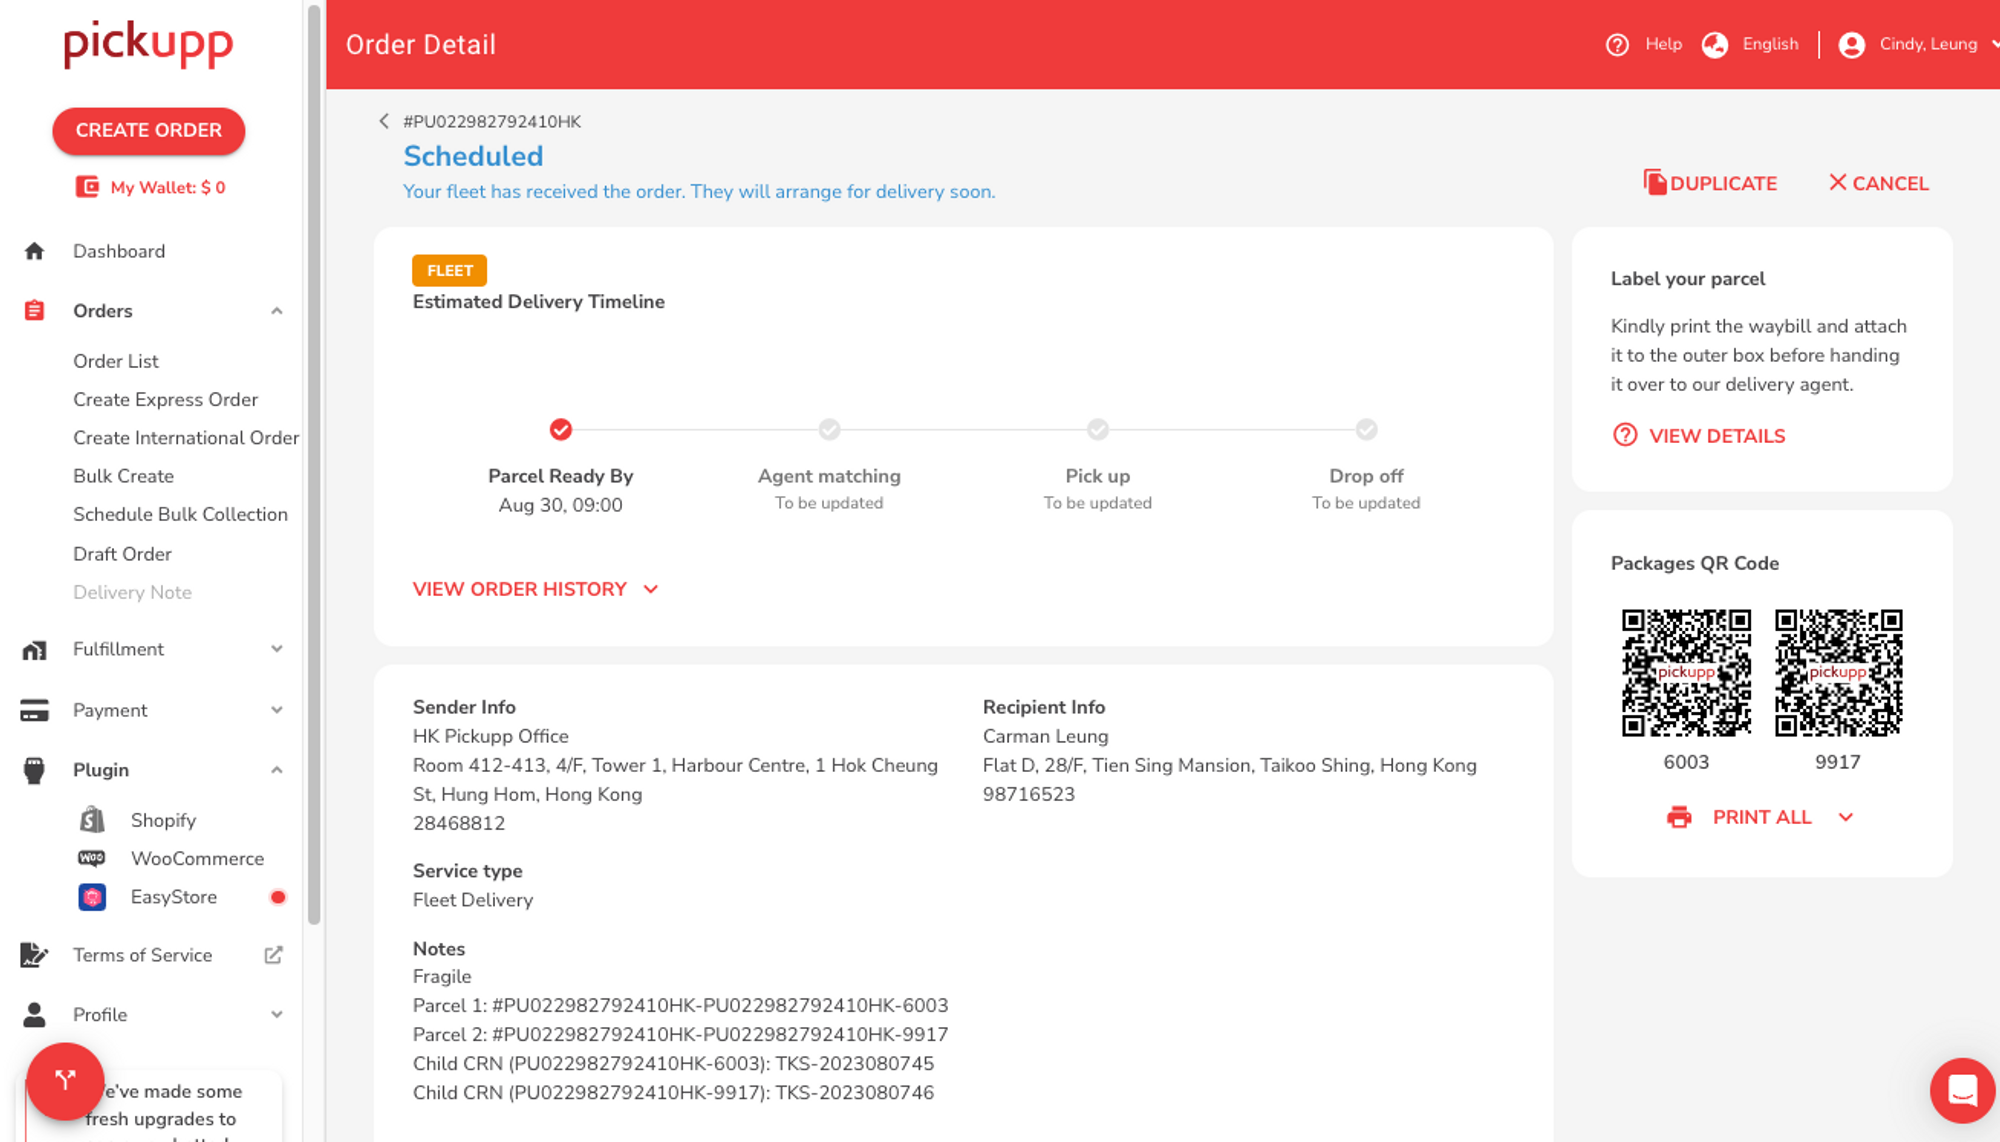 pickupp
CREATE ORDER
My Wallet: $ 0
Dashboard
Orders
Order List
Create Express Order
Create International Order
Bulk Create
Schedule Bulk Collection
Draft Order
Delivery Note
Fulfillment
Payment
Plugin
Shopify
WooCommerce
EasyStore
Terms of Service
Profile
made some
fresh upgrades to
Order Detail
Help
English
Cindy, Leung
#PU022982792410HK
Scheduled
Your fleet has received the order. They will arrange for delivery soon.
DUPLICATE
CANCEL
FLEET
Estimated Delivery Timeline
Parcel Ready By
Aug 30, 09:00
Agent matching
To be updated
Pick up
To be updated
Drop off
To be updated
VIEW ORDER HISTORY
Sender Info
HK Pickupp Office
Room 412-413, 4/F, Tower 1, Harbour Centre, 1 Hok Cheung
St, Hung Hom, Hong Kong
28468812
Service type
Fleet Delivery
Notes
Fragile
Parcel 1: #PU022982792410HK-PU022982792410HK-6003
Parcel 2: #PU022982792410HK-PU022982792410HK-9917
Child CRN (PU022982792410HK-6003): TKS-2023080745
Child CRN (PU022982792410HK-9917): TKS-2023080746
Recipient Info
Carman Leung
Flat D, 28/F, Tien Sing Mansion, Taikoo Shing, Hong Kong
98716523
Label your parcel
Kindly print the waybill and attach
it to the outer box before handing
it over to our delivery agent.
VIEW DETAILS
Packages QR Code
pickupp
pickupp
6003
9917
PRINT ALL